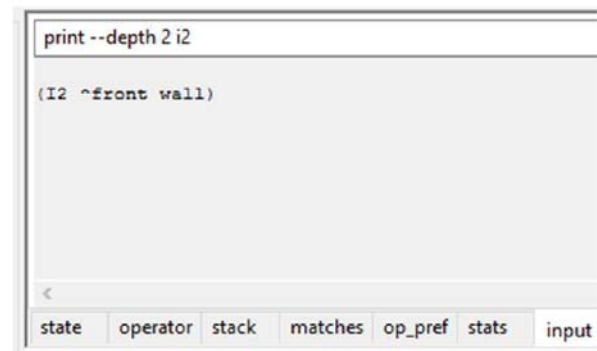 print --depth 2 i2
(I2 ^front wall)
state operator stack matches op_pref stats input